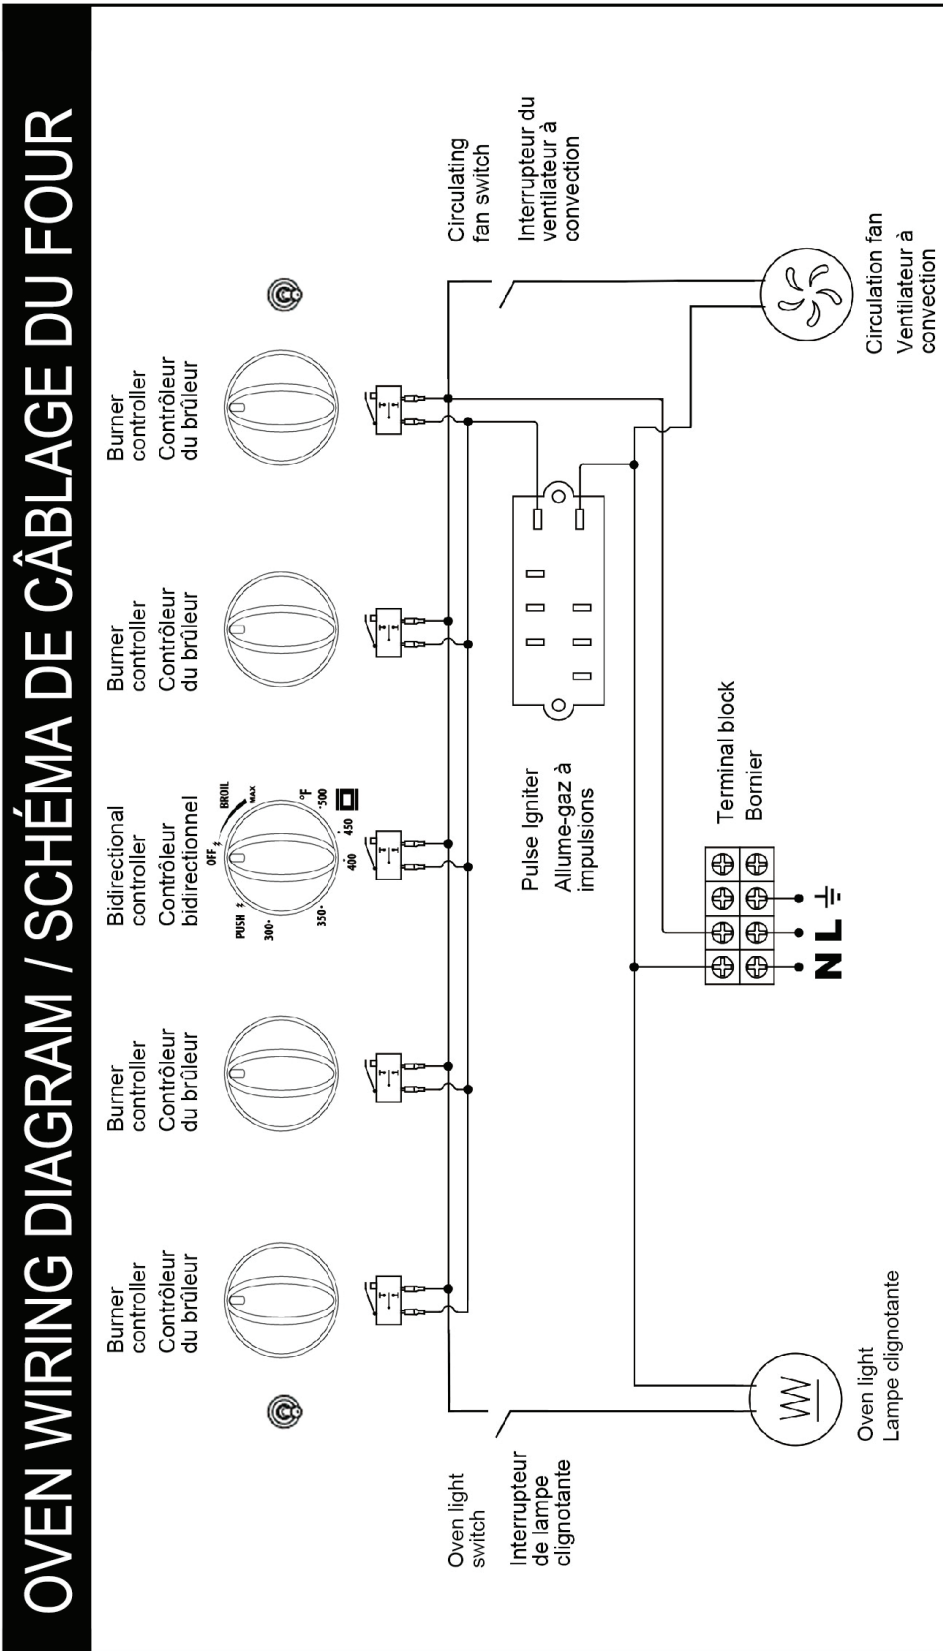 OVEN WIRING DIAGRAM / SCHÉMA DE CÂBLAGE DU FOUR
Burner
controller
Contrôleur
du brûleur
Burner
controller
Contrôleur
du brûleur
Bidirectional
controller
Contrôleur
bidirectionnel
Burner
controller
Contrôleur
du brûleur
Burner
controller
Contrôleur
du brûleur
OFF
BROIL
MAX
PUSH
°F
300
350
400
450
500
Oven light
switch
Interrupteur
de lampe
clignotante
Pulse Igniter
Allume-gaz à
impulsions
Circulating
fan switch
Interrupteur du
ventilateur à
convection
Terminal block
Bornier
N L
Oven light
Lampe clignotante
Circulation fan
Ventilateur à
convection